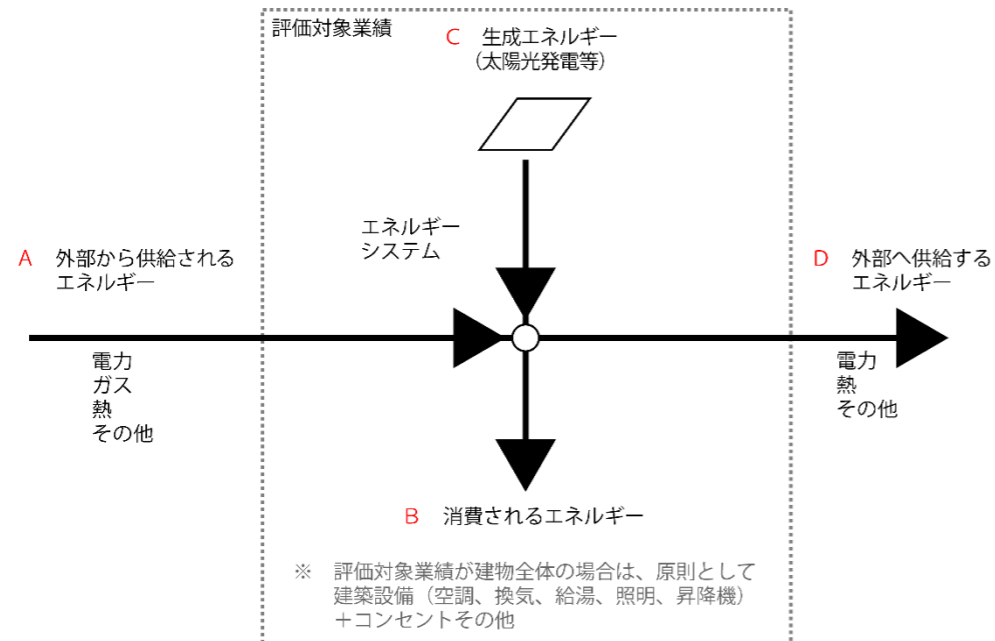 評価対象業績
C 生成エネルギー
（太陽光発電等）
エネルギー
システム
A 外部から供給される
エネルギー
D 外部へ供給する
エネルギー
電力
ガス
熱
その他
電力
熱
その他
B 消費されるエネルギー
※ 評価対象業績が建物全体の場合は、原則として
建築設備（空調、換気、給湯、照明、昇降機）
＋コンセントその他